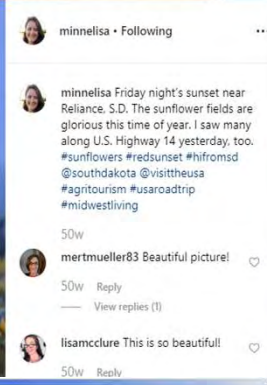 minnelisa • Following
minnelisa Friday night's sunset near
Reliance, S.D. The sunflower fields are
glorious this time of year. I saw many
along U.S. Highway 14 yesterday, too.
#sunflowers #redsunset #hifromsd
@southdakota @visittheusa
#agritourism #usaroadtrip
#midwestliving
50w
mertmueller83 Beautiful picture!
50w Reply
View replies (1)
lisamcclure This is so beautiful!
50w Reply